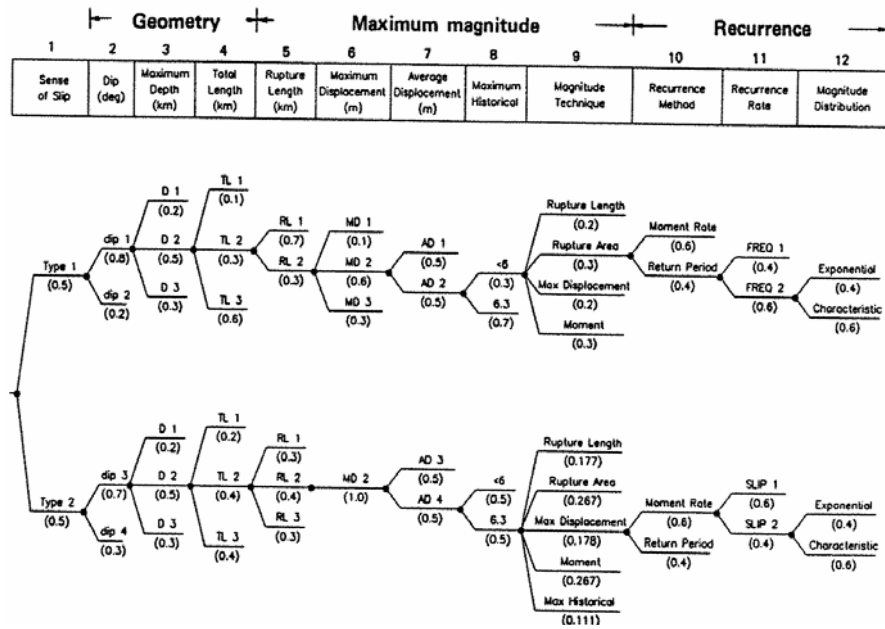 Geometry Maximum magnitude Recurrence
1 2 3 4 5 6 7 8 9 10 11 12
Sense of Slip
Dip (deg)
Maximum Depth (km)
Total Length (km)
Rupture Length (km)
Maximum Displacement (m)
Average Displacement (m)
Maximum Historical
Magnitude Technique
Recurrence Method
Recurrence Rate
Magnitude Distribution
Type 1
(0.5)
dip 1
(0.8)
dip 2
(0.2)
D 1
(0.2)
D 2
(0.5)
D 3
(0.3)
TL 1
(0.1)
TL 2
(0.3)
TL 3
(0.6)
RL 1
(0.7)
RL 2
(0.3)
MD 1
(0.1)
MD 2
(0.6)
MD 3
(0.3)
AD 1
(0.5)
AD 2
(0.5)
<6
(0.3)
6.3
(0.7)
Rupture Length
(0.2)
Rupture Area
(0.3)
Max Displacement
(0.2)
Moment
(0.3)
Moment Rate
(0.6)
Return Period
(0.4)
FREQ 1
(0.4)
FREQ 2
(0.6)
Exponential
(0.4)
Characteristic
(0.6)
Type 2
(0.5)
dip 3
(0.7)
dip 4
(0.3)
D 1
(0.2)
D 2
(0.5)
D 3
(0.3)
TL 1
(0.2)
TL 2
(0.4)
TL 3
(0.4)
RL 1
(0.3)
RL 2
(0.4)
RL 3
(0.3)
MD 2
(1.0)
AD 3
(0.5)
AD 4
(0.5)
<6
(0.5)
6.3
(0.5)
Rupture Length
(0.177)
Rupture Area
(0.267)
Max Displacement
(0.178)
Moment
(0.267)
Max Historical
(0.111)
Moment Rate
(0.6)
Return Period
(0.4)
SLIP 1
(0.6)
SLIP 2
(0.4)
Exponential
(0.4)
Characteristic
(0.6)